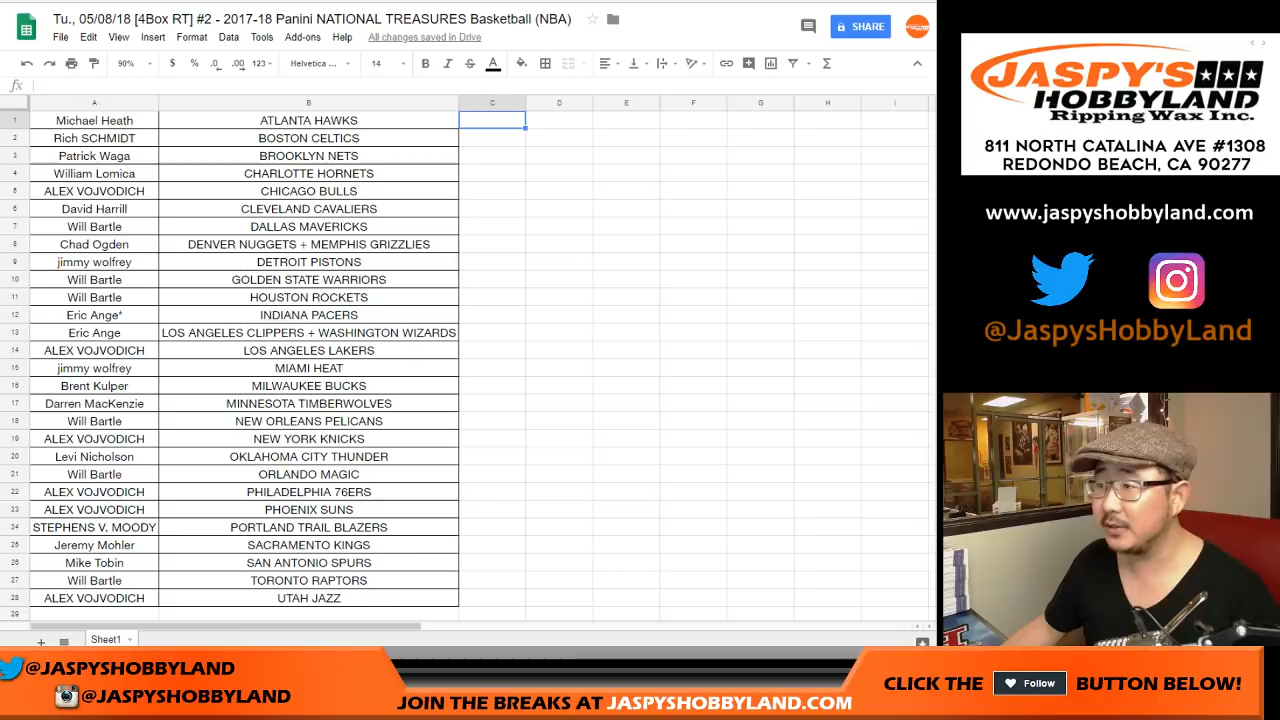 Tu., 05/08/18 [4Box RT] #2 - 2017-18 Panini NATIONAL TREASURES Basketball (NBA)
File Edit View Insert Format Data Tools Add-ons Help All changes saved in Drive
SHARE
90% $ % .0 .00 123 Helvetica ... 14 B I S A
fx
A B C D E F G H I
1 Michael Heath ATLANTA HAWKS
2 Rich SCHMIDT BOSTON CELTICS
3 Patrick Waga BROOKLYN NETS
4 William Lomica CHARLOTTE HORNETS
5 ALEX VOJVODICH CHICAGO BULLS
6 David Harrill CLEVELAND CAVALIERS
7 Will Bartle DALLAS MAVERICKS
8 Chad Ogden DENVER NUGGETS + MEMPHIS GRIZZLIES
9 jimmy wolfrey DETROIT PISTONS
10 Will Bartle GOLDEN STATE WARRIORS
11 Will Bartle HOUSTON ROCKETS
12 Eric Ange* INDIANA PACERS
13 Eric Ange LOS ANGELES CLIPPERS + WASHINGTON WIZARDS
14 ALEX VOJVODICH LOS ANGELES LAKERS
15 jimmy wolfrey MIAMI HEAT
16 Brent Kulper MILWAUKEE BUCKS
17 Darren MacKenzie MINNESOTA TIMBERWOLVES
18 Will Bartle NEW ORLEANS PELICANS
19 ALEX VOJVODICH NEW YORK KNICKS
20 Levi Nicholson OKLAHOMA CITY THUNDER
21 Will Bartle ORLANDO MAGIC
22 ALEX VOJVODICH PHILADELPHIA 76ERS
23 ALEX VOJVODICH PHOENIX SUNS
24 STEPHENS V. MOODY PORTLAND TRAIL BLAZERS
25 Jeremy Mohler SACRAMENTO KINGS
26 Mike Tobin SAN ANTONIO SPURS
27 Will Bartle TORONTO RAPTORS
28 ALEX VOJVODICH UTAH JAZZ
29
Sheet1
JASPY'S
HOBBYLAND
Ripping Wax Inc.
811 NORTH CATALINA AVE #1308
REDONDO BEACH, CA 90277
www.jaspyshobbyland.com
@JaspysHobbyLand
@JASPYSHOBBYLAND
@JASPYSHOBBYLAND
JOIN THE BREAKS AT JASPYSHOBBYLAND.COM
CLICK THE Follow BUTTON BELOW!